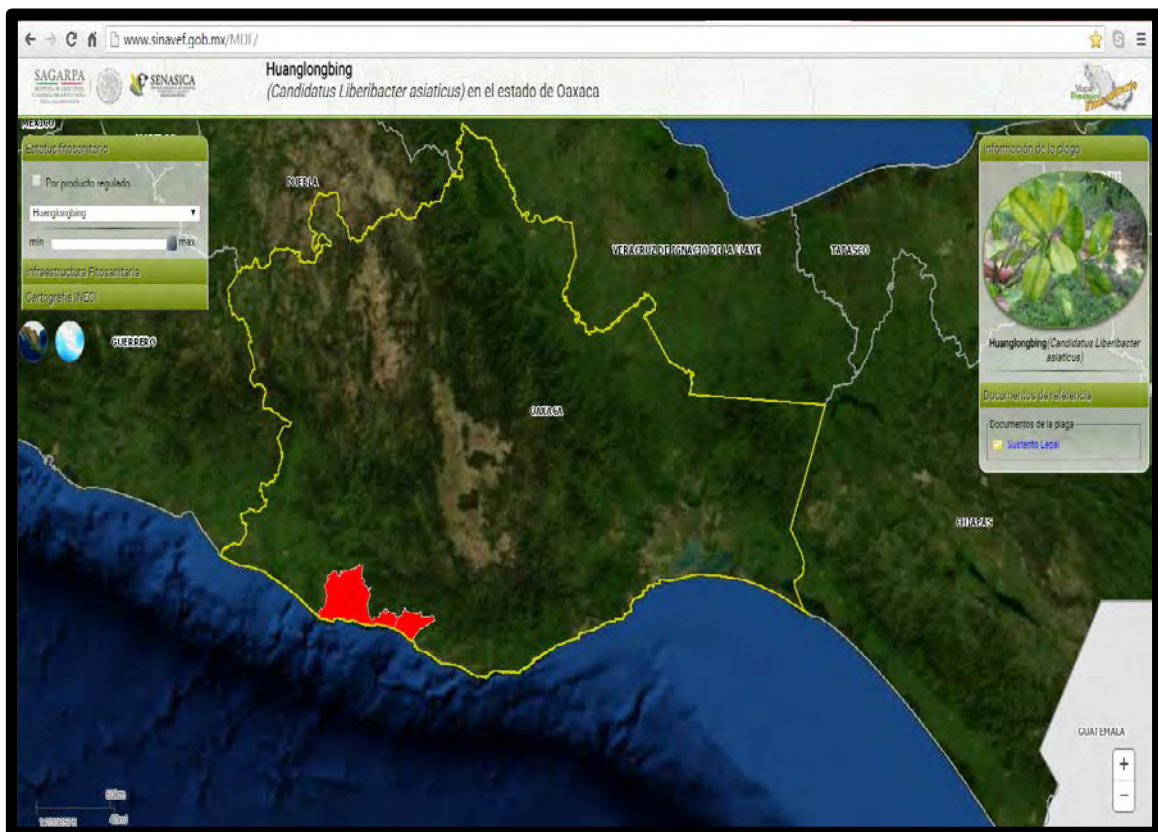 www.sinavef.gob.mx/MDF/
SAGARPA
SENASICA
Huanglongbing
(Candidatus Liberibacter asiaticus) en el estado de Oaxaca
MEXICO
Estatus fitosanitario
Por producto regulado
Huanglongbing
min
max
Infraestructura Fitosanitaria
Cartografía INEGI
PUEBLA
VERACRUZ DE IGNACIO DE LA LLAVE
TABASCO
GUERRERO
OAXACA
CHIAPAS
GUATEMALA
Información de la plaga
Huanglongbing (Candidatus Liberibacter
asiaticus)
Documentos de referencia
Documentos de la plaga
Sustento Legal
+
−